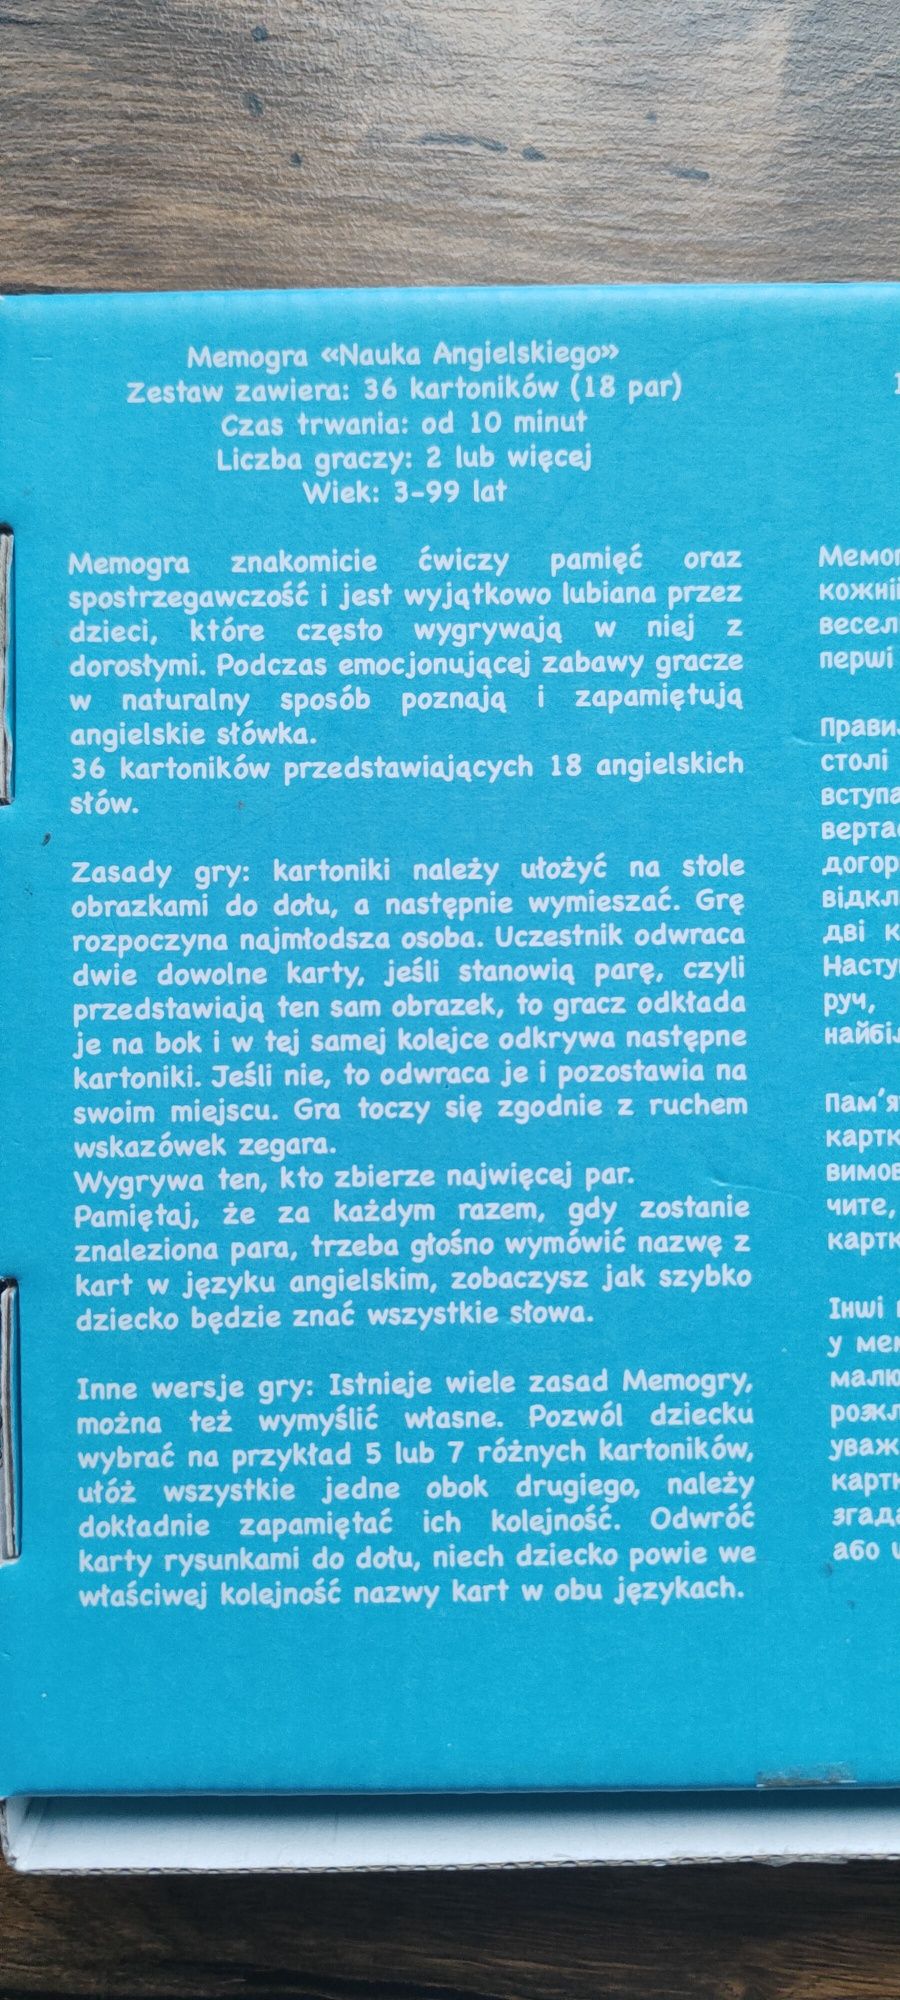 Memogra «Nauka Angielskiego»
Zestaw zawiera: 36 kartoników (18 par)
Czas trwania: od 10 minut
Liczba graczy: 2 lub więcej
Wiek: 3-99 lat
Memogra znakomicie ćwiczy pamięć oraz
spostrzegawczość i jest wyjątkowo lubiana przez
dzieci, które często wygrywają w niej z
dorosłymi. Podczas emocjonującej zabawy gracze
w naturalny sposób poznają i zapamiętują
angielskie słówka.
36 kartoników przedstawiających 18 angielskich
słów.
Zasady gry: kartoniki należy ułożyć na stole
obrazkami do dołu, a następnie wymieszać. Grę
rozpoczyna najmłodsza osoba. Uczestnik odwraca
dwie dowolne karty, jeśli stanowią parę, czyli
przedstawiają ten sam obrazek, to gracz odkłada
je na bok i w tej samej kolejce odkrywa następne
kartoniki. Jeśli nie, to odwraca je i pozostawia na
swoim miejscu. Gra toczy się zgodnie z ruchem
wskazówek zegara.
Wygrywa ten, kto zbierze najwięcej par.
Pamiętaj, że za każdym razem, gdy zostanie
znaleziona para, trzeba głośno wymówić nazwę z
kart w języku angielskim, zobaczysz jak szybko
dziecko będzie znać wszystkie słowa.
Inne wersje gry: Istnieje wiele zasad Memogry,
można też wymyślić własne. Pozwól dziecku
wybrać na przykład 5 lub 7 różnych kartoników,
ułóż wszystkie jedne obok drugiego, należy
dokładnie zapamiętać ich kolejność. Odwróć
karty rysunkami do dołu, niech dziecko powie we
właściwej kolejność nazwy kart w obu językach.
перші
столі
дві
руч,
чите,
Інші
у
або